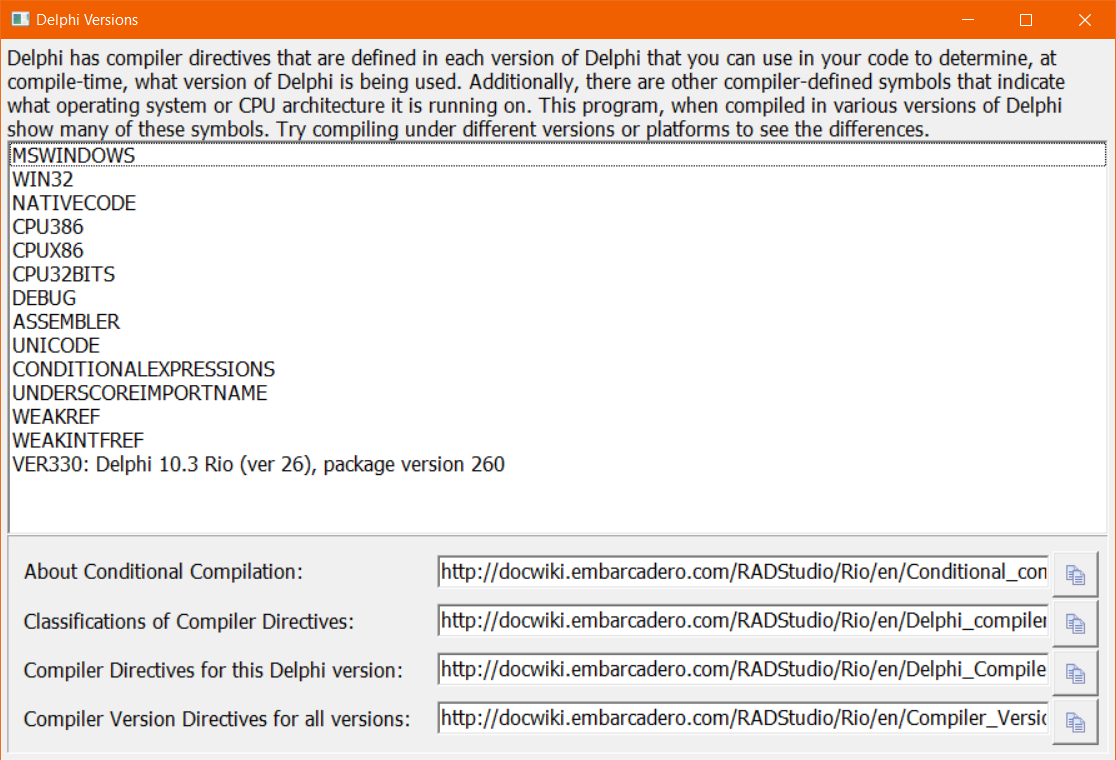 Delphi Versions
Delphi has compiler directives that are defined in each version of Delphi that you can use in your code to determine, at
compile-time, what version of Delphi is being used. Additionally, there are other compiler-defined symbols that indicate
what operating system or CPU architecture it is running on. This program, when compiled in various versions of Delphi
show many of these symbols. Try compiling under different versions or platforms to see the differences.
MSWINDOWS
WIN32
NATIVECODE
CPU386
CPUX86
CPU32BITS
DEBUG
ASSEMBLER
UNICODE
CONDITIONALEXPRESSIONS
UNDERSCOREIMPORTNAME
WEAKREF
WEAKINTFREF
VER330: Delphi 10.3 Rio (ver 26), package version 260
About Conditional Compilation: http://docwiki.embarcadero.com/RADStudio/Rio/en/Conditional_con
Classifications of Compiler Directives: http://docwiki.embarcadero.com/RADStudio/Rio/en/Delphi_compiler
Compiler Directives for this Delphi version: http://docwiki.embarcadero.com/RADStudio/Rio/en/Delphi_Compile
Compiler Version Directives for all versions: http://docwiki.embarcadero.com/RADStudio/Rio/en/Compiler_Versio